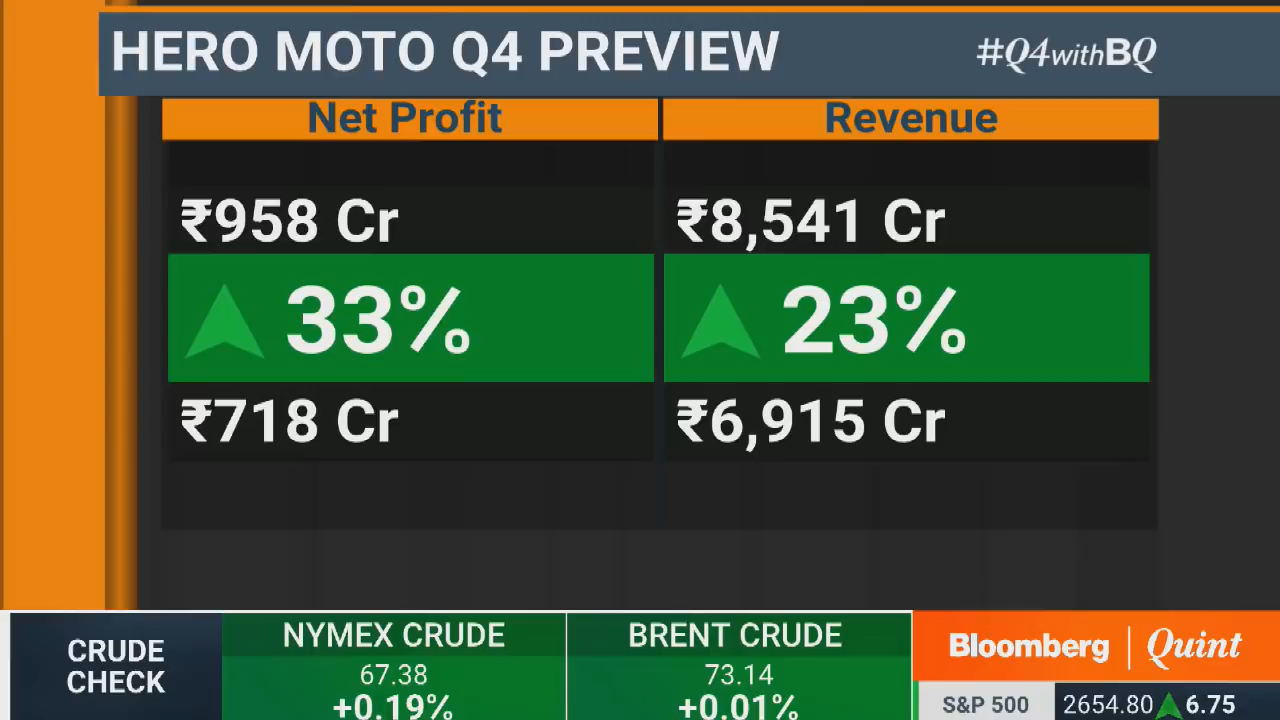 HERO MOTO Q4 PREVIEW
#Q4withBQ
Net Profit
Revenue
₹958 Cr
₹8,541 Cr
33%
23%
₹718 Cr
₹6,915 Cr
CRUDE
CHECK
NYMEX CRUDE
67.38
+0.19%
BRENT CRUDE
73.14
+0.01%
Bloomberg | Quint
S&P 500 2654.80 6.75